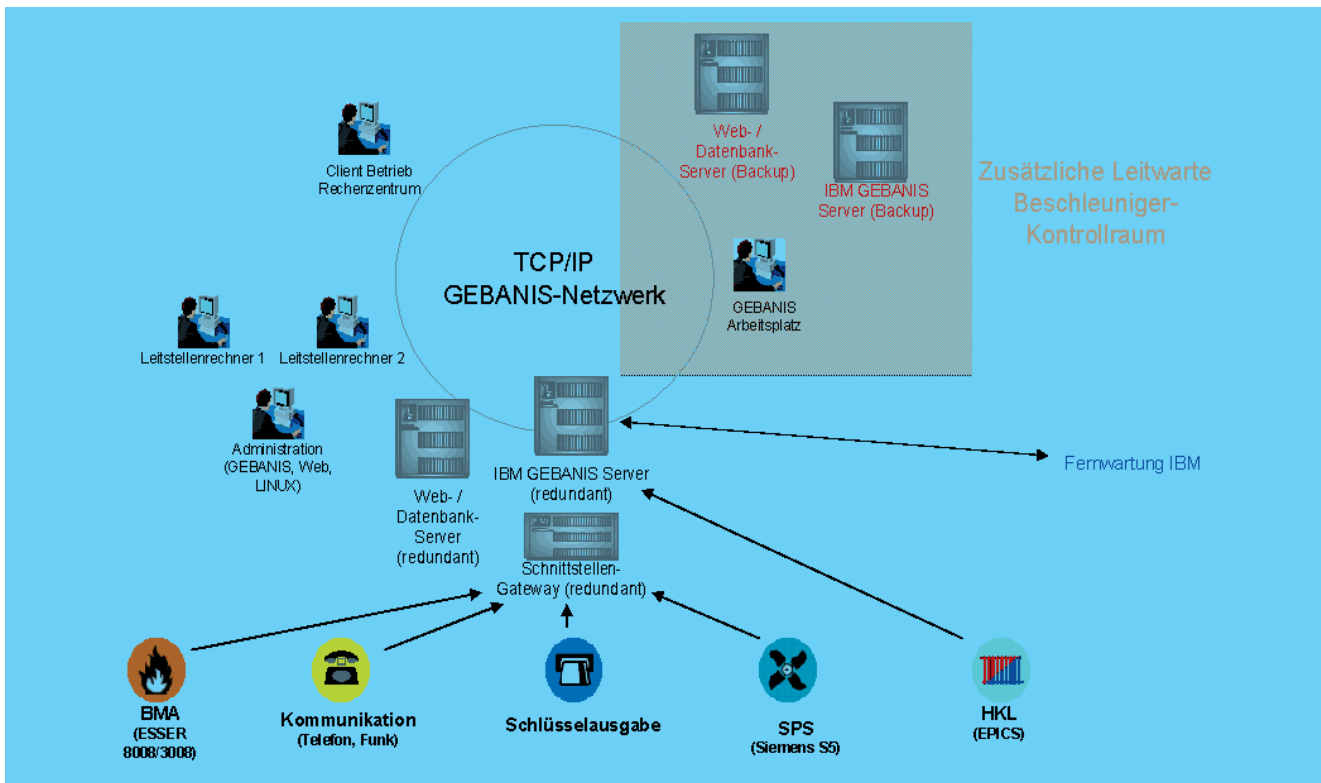 Web- /
Datenbank-
Server (Backup)
IBM GEBANIS
Server (Backup)
Zusätzliche Leitwarte
Beschleuniger-
Kontrollraum
Client Betrieb
Rechenzentrum
TCP/IP
GEBANIS-Netzwerk
GEBANIS
Arbeitsplatz
Leitstellenrechner 1
Leitstellenrechner 2
Administration
(GEBANIS, Web,
LINUX)
Web- /
Datenbank-
Server
(redundant)
IBM GEBANIS Server
(redundant)
Fernwartung IBM
Schnittstellen-
Gateway (redundant)
BMA
(ESSER
8008/3008)
Kommunikation
(Telefon, Funk)
Schlüsselausgabe
SPS
(Siemens S5)
HKL
(EPICS)